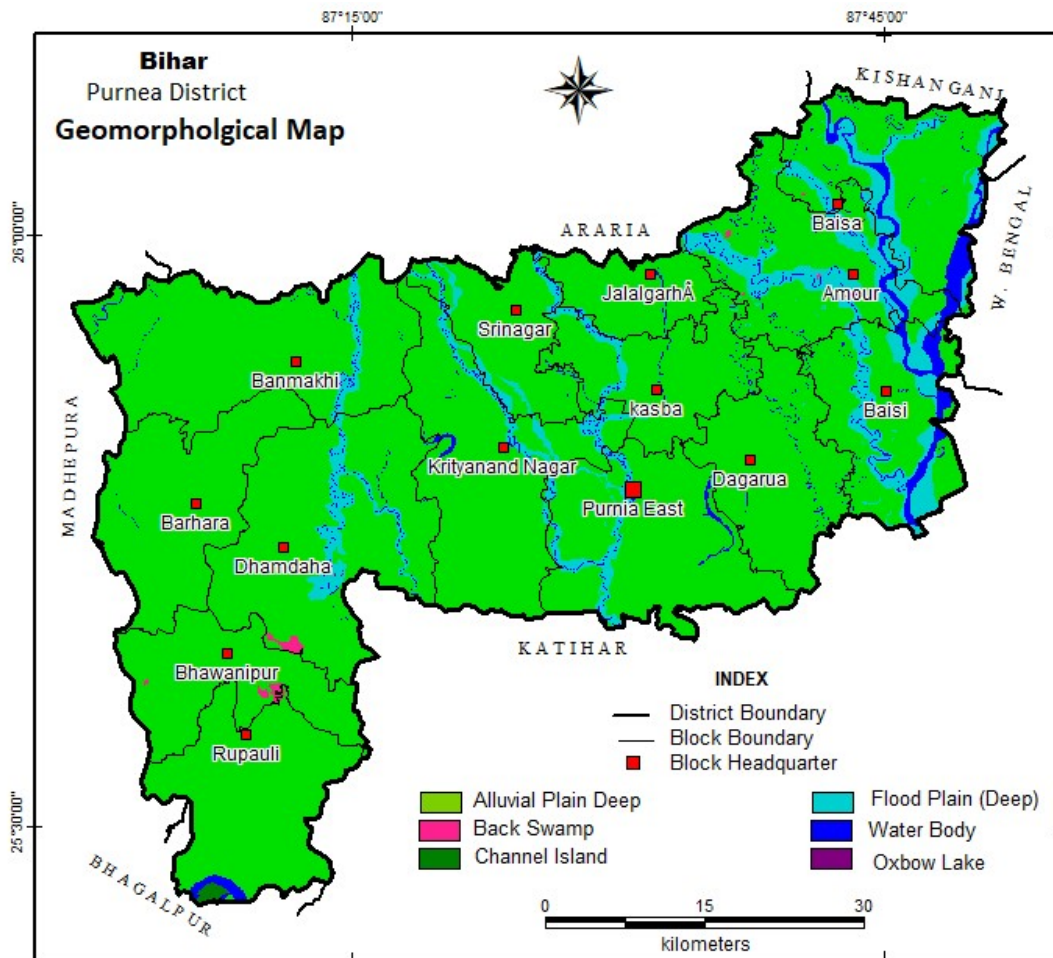 87°15'00"
87°45'00"
Bihar
Purnea District
Geomorpholgical Map
KISHANGANJ
26°00'00"
ARARIA
W. BENGAL
Baisa
JalalgarhÂ
Amour
Srinagar
Banmakhi
kasba
Baisi
MADHEPURA
Krityanand Nagar
Dagarua
Barhara
Purnia East
Dhamdaha
KATIHAR
Bhawanipur
Rupauli
INDEX
District Boundary
Block Boundary
Block Headquarter
Alluvial Plain Deep
Flood Plain (Deep)
Back Swamp
Water Body
Channel Island
Oxbow Lake
25°30'00"
BHAGALPUR
0 15 30
kilometers